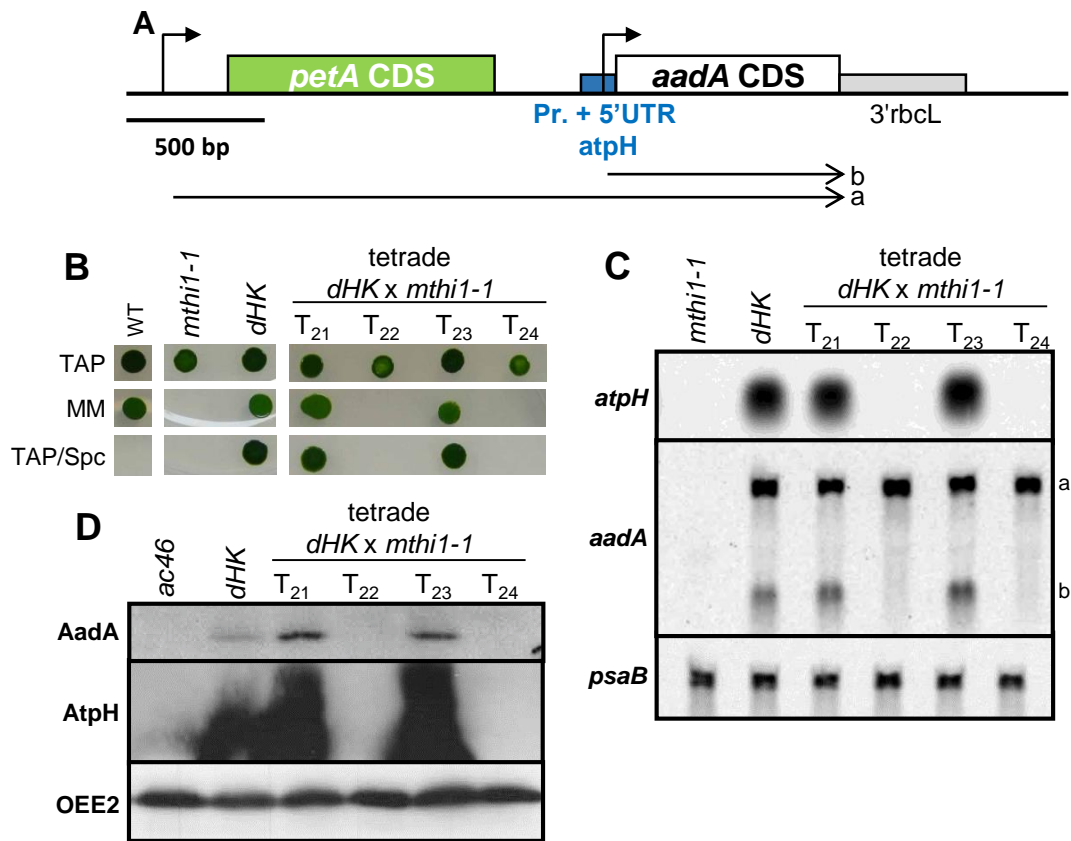 A
petA CDS
aadA CDS
Pr. + 5'UTR
atpH
3'rbcL
500 bp
b
a
B
WT
mthi1-1
dHK
tetrade
dHK x mthi1-1
T21 T22 T23 T24
TAP
MM
TAP/Spc
C
mthi1-1
dHK
tetrade
dHK x mthi1-1
T21 T22 T23 T24
atpH
aadA
a
b
psaB
D
ac46
dHK
tetrade
dHK x mthi1-1
T21 T22 T23 T24
AadA
AtpH
OEE2